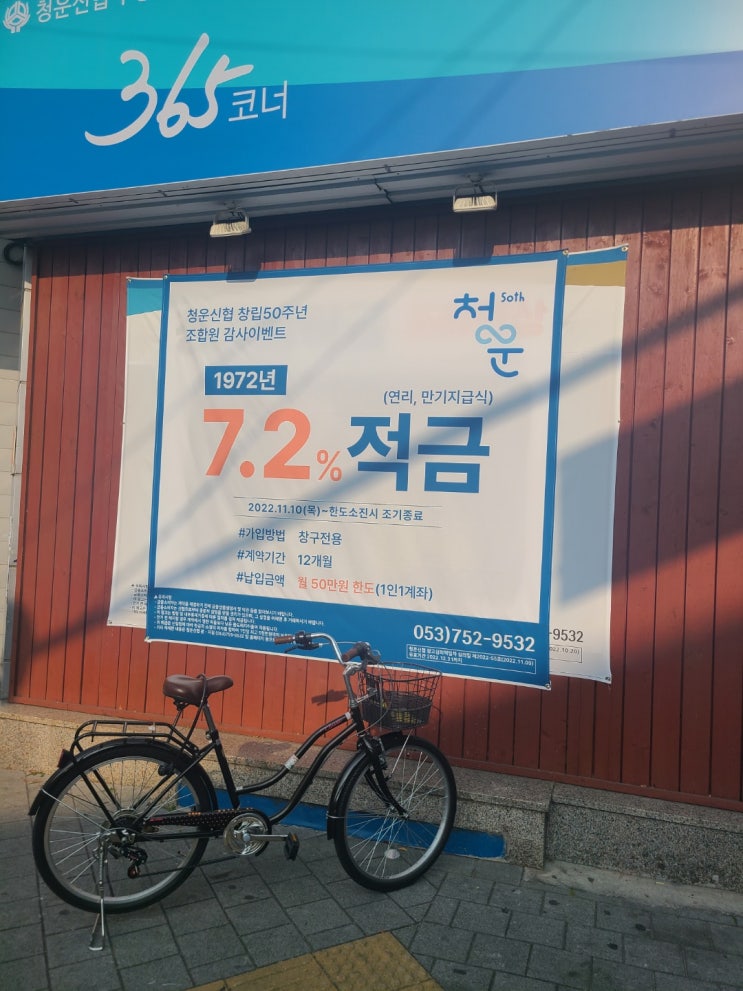 청운신협
365 코너
청운신협 창립50주년
조합원 감사이벤트
청운 50th
1972년
(연리, 만기지급식)
7.2% 적금
2022.11.10(목)~한도소진시 조기종료
#가입방법 창구전용
#계약기간 12개월
#납입금액 월 50만원 한도(1인1계좌)
053)752-9532
-9532